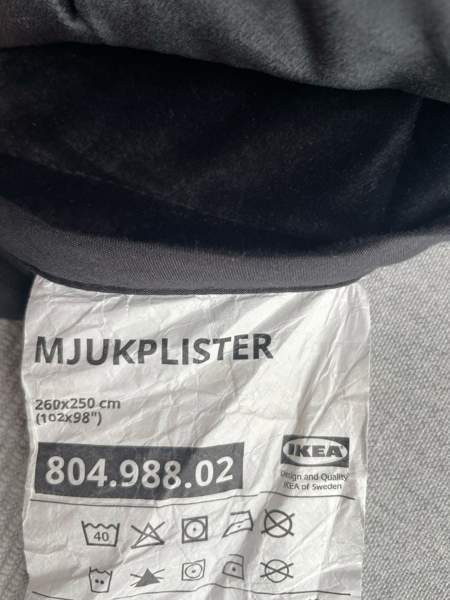 MJUKPLISTER
260x250 cm
(102x98")
804.988.02
IKEA
Design and Quality
IKEA of Sweden
40